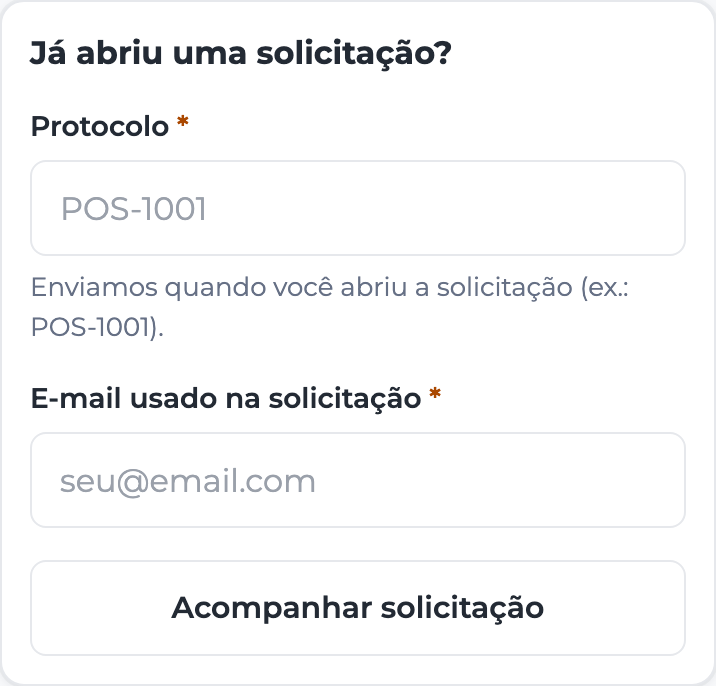 Já abriu uma solicitação?
Protocolo *
POS-1001
Enviamos quando você abriu a solicitação (ex.:
POS-1001).
E-mail usado na solicitação *
seu@email.com
Acompanhar solicitação